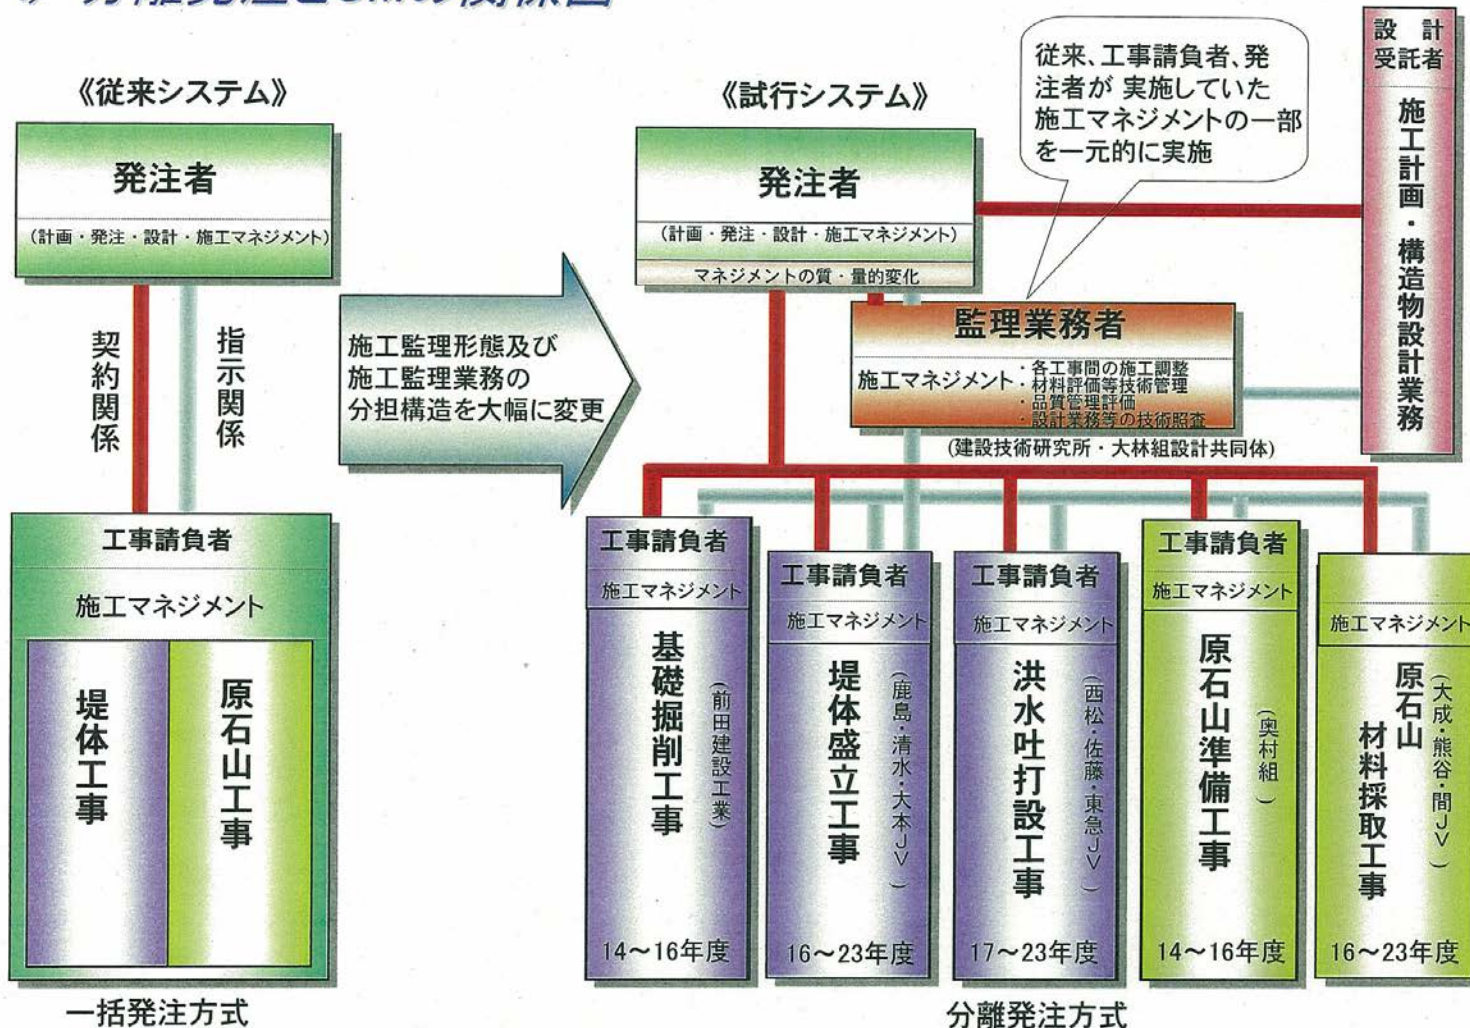 《従来システム》
発注者
(計画・発注・設計・施工マネジメント)
契約関係
指示関係
工事請負者
施工マネジメント
堤体工事
原石山工事
一括発注方式
施工監理形態及び
施工監理業務の
分担構造を大幅に変更
《試行システム》
発注者
(計画・発注・設計・施工マネジメント)
マネジメントの質・量的変化
従来、工事請負者、発
注者が 実施していた
施工マネジメントの一部
を一元的に実施
設計
受託者
施工計画・構造物設計業務
監理業務者
施工マネジメント
・各工事間の施工調整
・材料評価等技術管理
・品質管理評価
・設計業務等の技術照査
(建設技術研究所・大林組設計共同体)
工事請負者
施工マネジメント
基礎掘削工事
(前田建設工業)
14～16年度
工事請負者
施工マネジメント
堤体盛立工事
(鹿島・清水・大本JV)
16～23年度
工事請負者
施工マネジメント
洪水吐打設工事
(西松・佐藤・東急JV)
17～23年度
工事請負者
施工マネジメント
原石山準備工事
(奥村組)
14～16年度
施工マネジメント
原石山
材料採取工事
(大成・熊谷・間JV)
16～23年度
分離発注方式